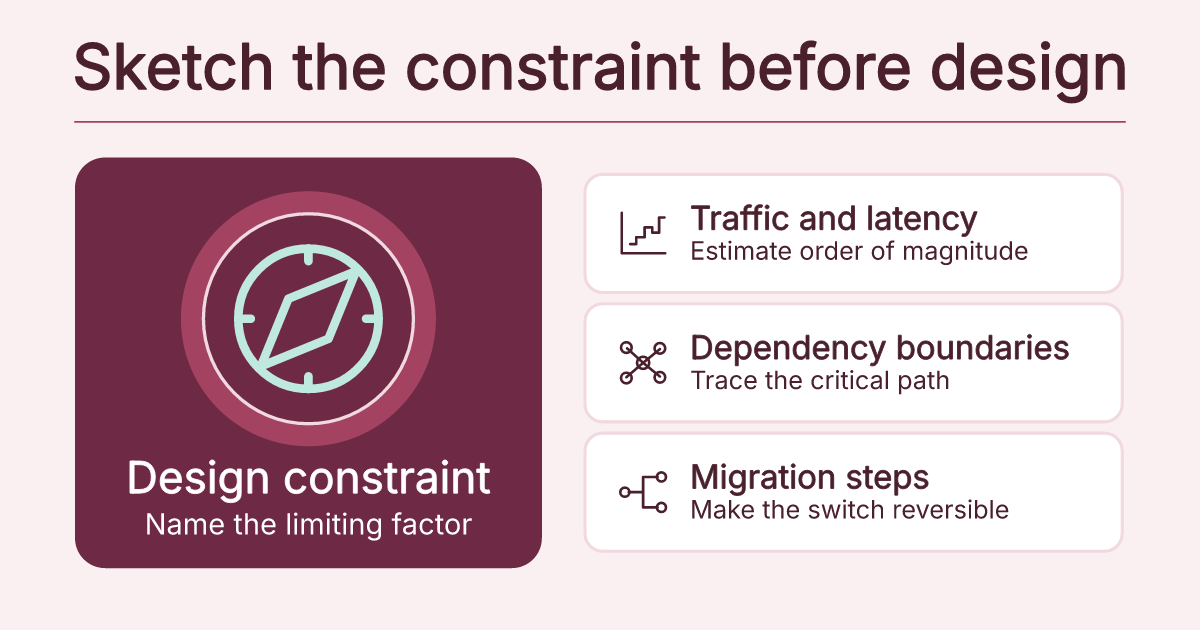 Sketch the constraint before design
Design constraint
Name the limiting factor
Traffic and latency
Estimate order of magnitude
Dependency boundaries
Trace the critical path
Migration steps
Make the switch reversible